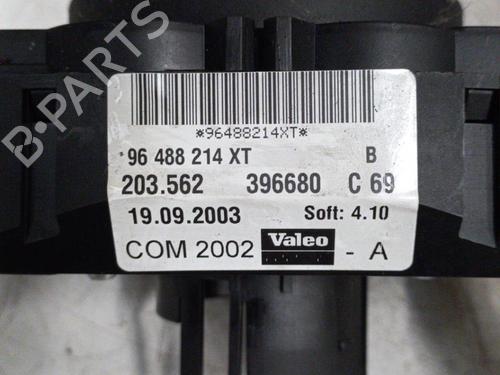 B-PARTS
*96488214XT*
96 488 214 XT B
203.562 396680 C 69
19.09.2003 Soft: 4.10
COM 2002 Valeo - A